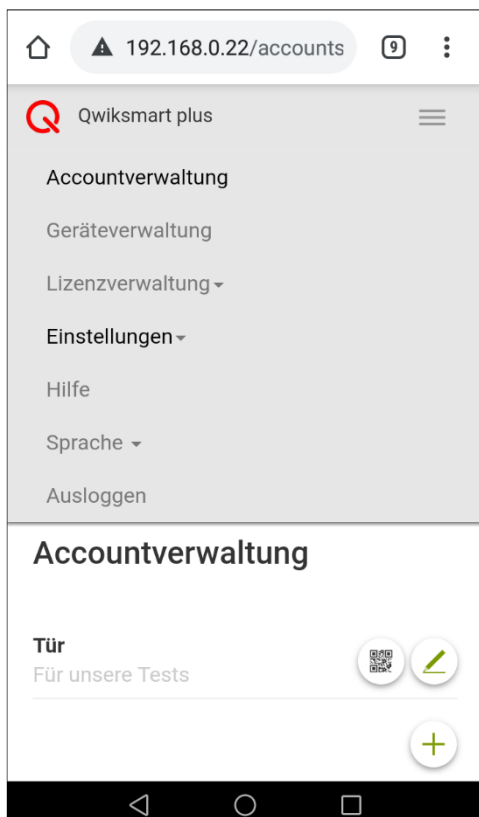 192.168.0.22/accounts
9
Qwiksmart plus
Accountverwaltung
Geräteverwaltung
Lizenzverwaltung
Einstellungen
Hilfe
Sprache
Ausloggen
Accountverwaltung
Tür
Für unsere Tests